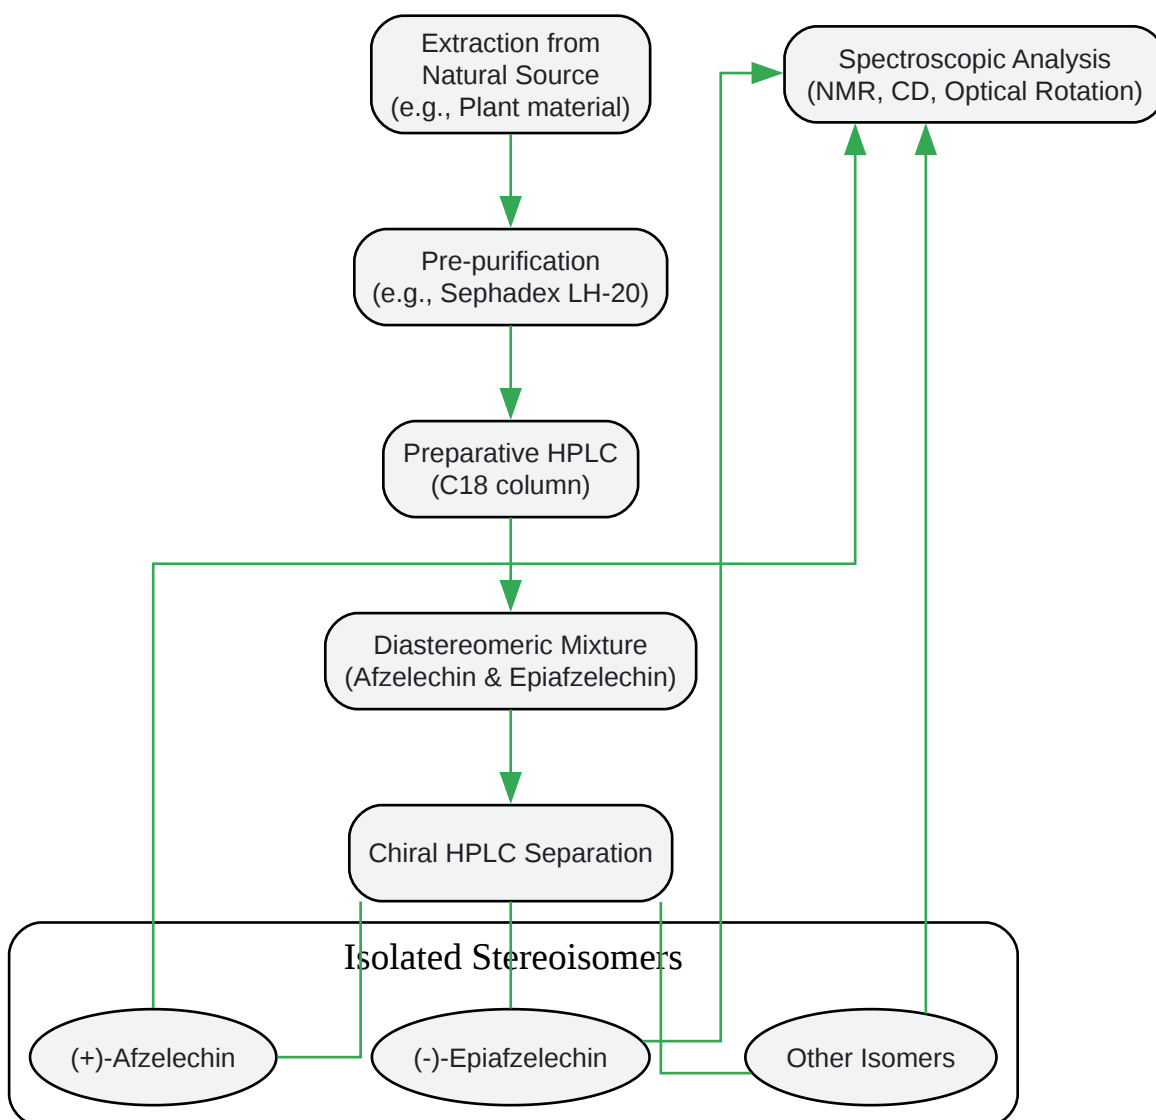 Extraction from
Natural Source
(e.g., Plant material)
Spectroscopic Analysis
(NMR, CD, Optical Rotation)
Pre-purification
(e.g., Sephadex LH-20)
Preparative HPLC
(C18 column)
Diastereomeric Mixture
(Afzelechin & Epiafzelechin)
Chiral HPLC Separation
Isolated Stereoisomers
(+)-Afzelechin
(-)-Epiafzelechin
Other Isomers